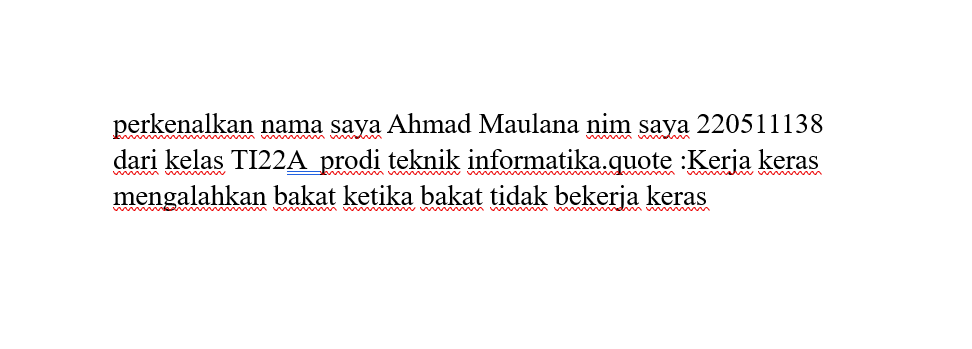 perkenalkan nama saya Ahmad Maulana nim saya 220511138
dari kelas TI22A  prodi teknik informatika.quote :Kerja keras
mengalahkan bakat ketika bakat tidak bekerja keras